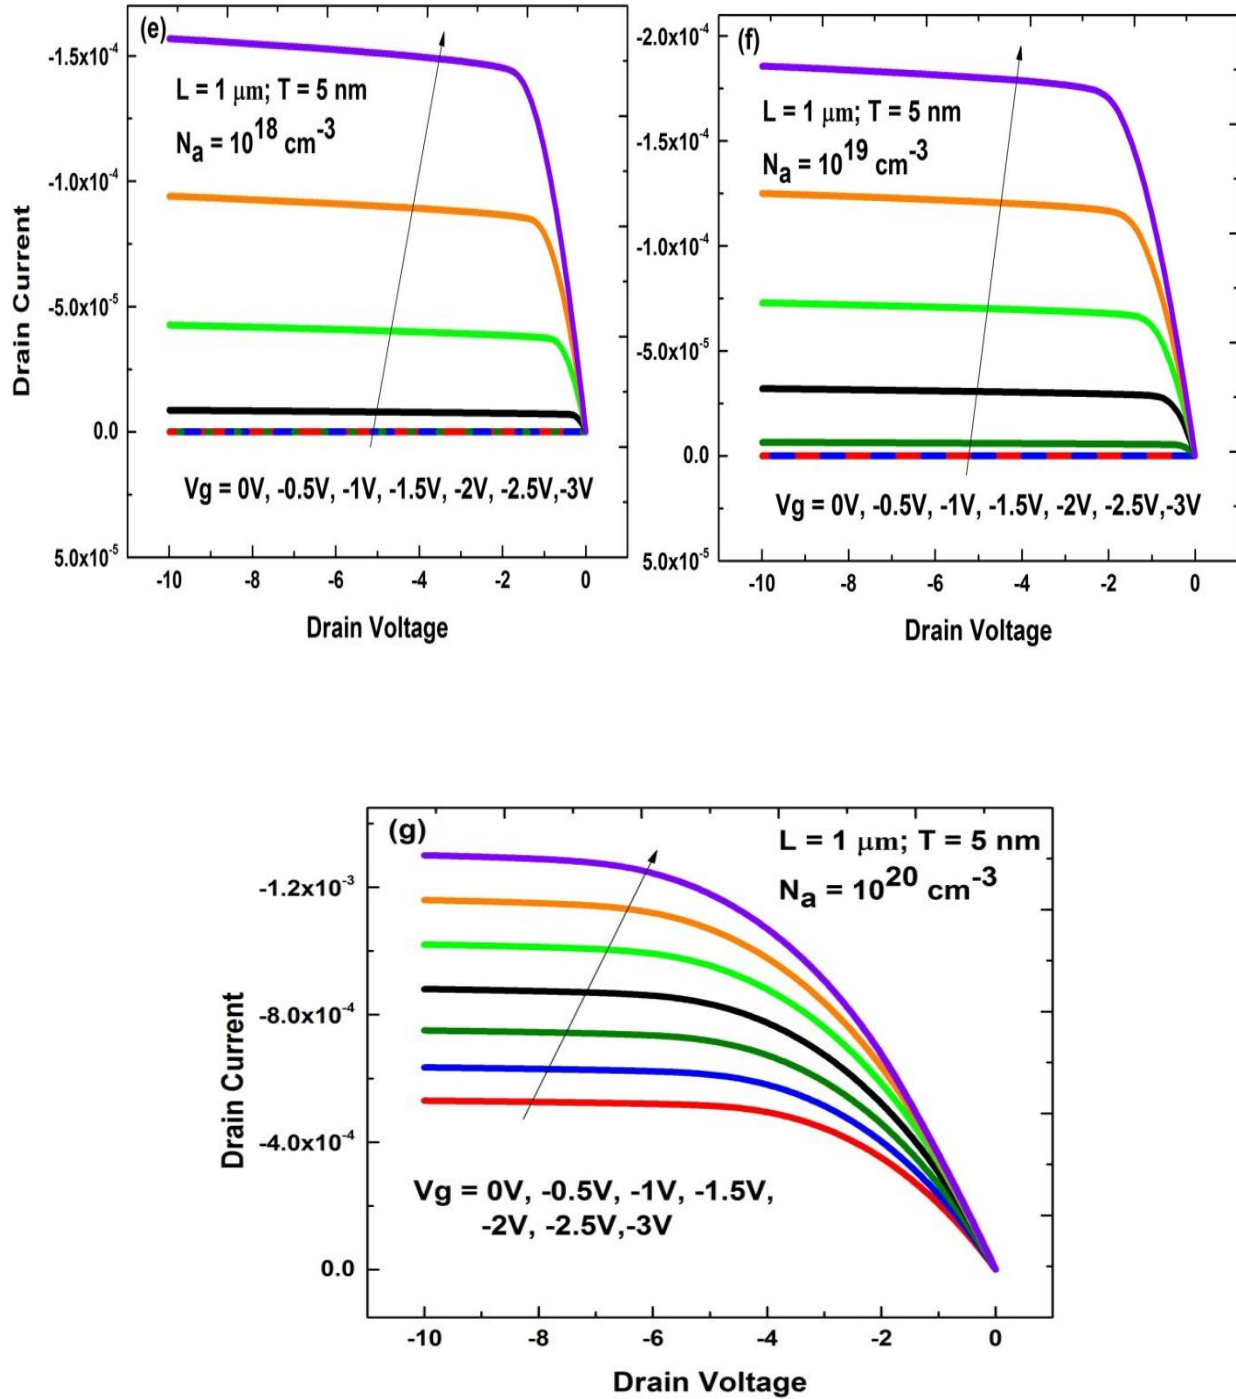 (e)
L = 1 μm; T = 5 nm
Nₐ = 10¹⁸ cm⁻³
-1.5x10⁻⁴
-1.0x10⁻⁴
-5.0x10⁻⁵
0.0
5.0x10⁻⁵
Drain Current
Vg = 0V, -0.5V, -1V, -1.5V, -2V, -2.5V,-3V
-10 -8 -6 -4 -2 0
Drain Voltage
(f)
L = 1 μm; T = 5 nm
Nₐ = 10¹⁹ cm⁻³
-2.0x10⁻⁴
-1.5x10⁻⁴
-1.0x10⁻⁴
-5.0x10⁻⁵
0.0
5.0x10⁻⁵
Vg = 0V, -0.5V, -1V, -1.5V, -2V, -2.5V,-3V
-10 -8 -6 -4 -2 0
Drain Voltage
(g)
L = 1 μm; T = 5 nm
Nₐ = 10²⁰ cm⁻³
-1.2x10⁻³
-8.0x10⁻⁴
-4.0x10⁻⁴
0.0
Drain Current
Vg = 0V, -0.5V, -1V, -1.5V,
-2V, -2.5V,-3V
-10 -8 -6 -4 -2 0
Drain Voltage